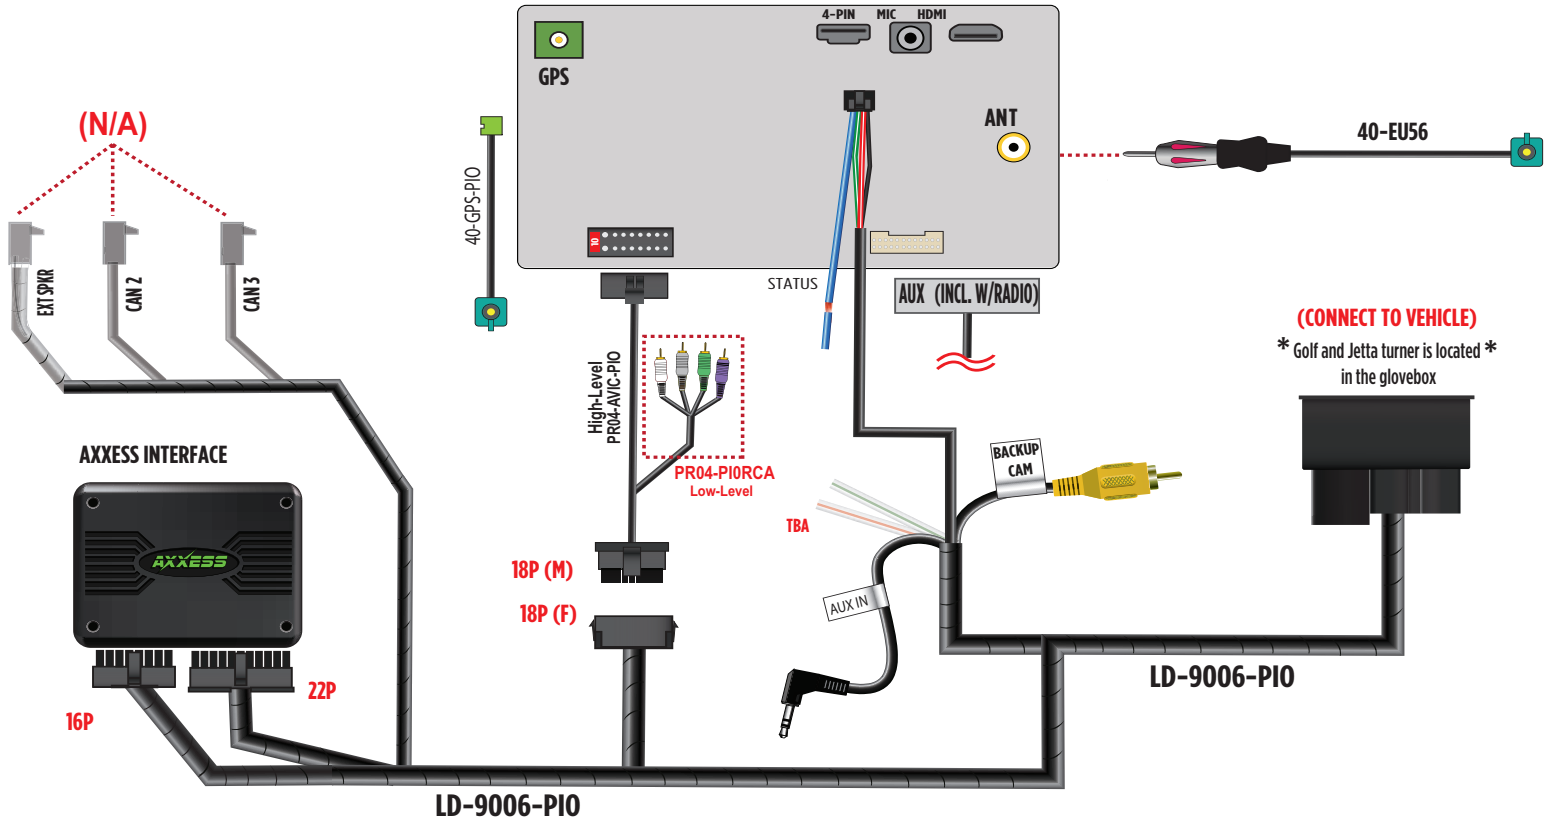 4-PIN
MIC
HDMI
GPS
ANT
40-EU56
(N/A)
40-GPS-PIO
10
STATUS
AUX (INCL. W/RADIO)
EXT SPKR
CAN 2
CAN 3
(CONNECT TO VEHICLE)
* Golf and Jetta turner is located *
in the glovebox
High-Level
PR04-AVIC-PIO
PR04-PI0RCA
Low-Level
BACKUP
CAM
AXXESS INTERFACE
AXXESS
TBA
18P (M)
18P (F)
AUX IN
22P
16P
LD-9006-PIO
LD-9006-PIO